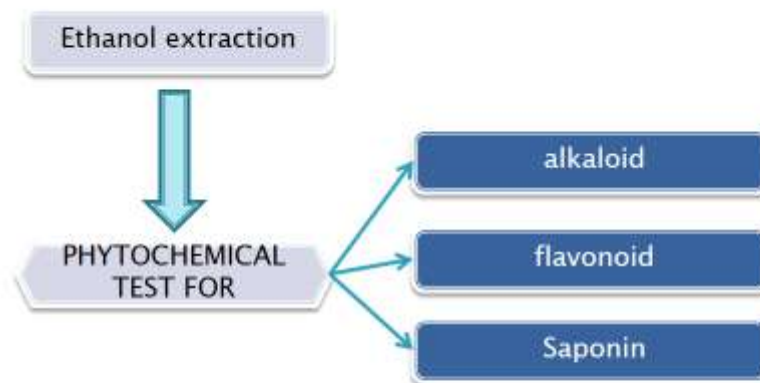 Ethanol extraction
PHYTOCHEMICAL
TEST FOR
alkaloid
flavonoid
Saponin